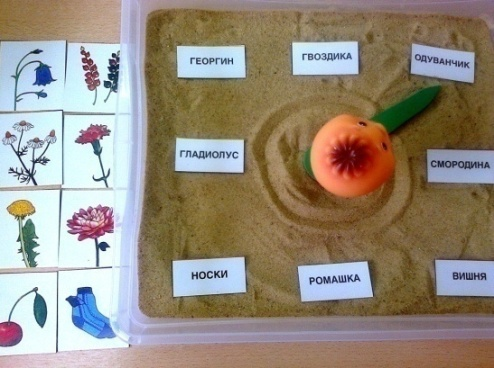 ГЕОРГИН
ГВОЗДИКА
ОДУВАНЧИК
ГЛАДИОЛУС
СМОРОДИНА
НОСКИ
РОМАШКА
ВИШНЯ